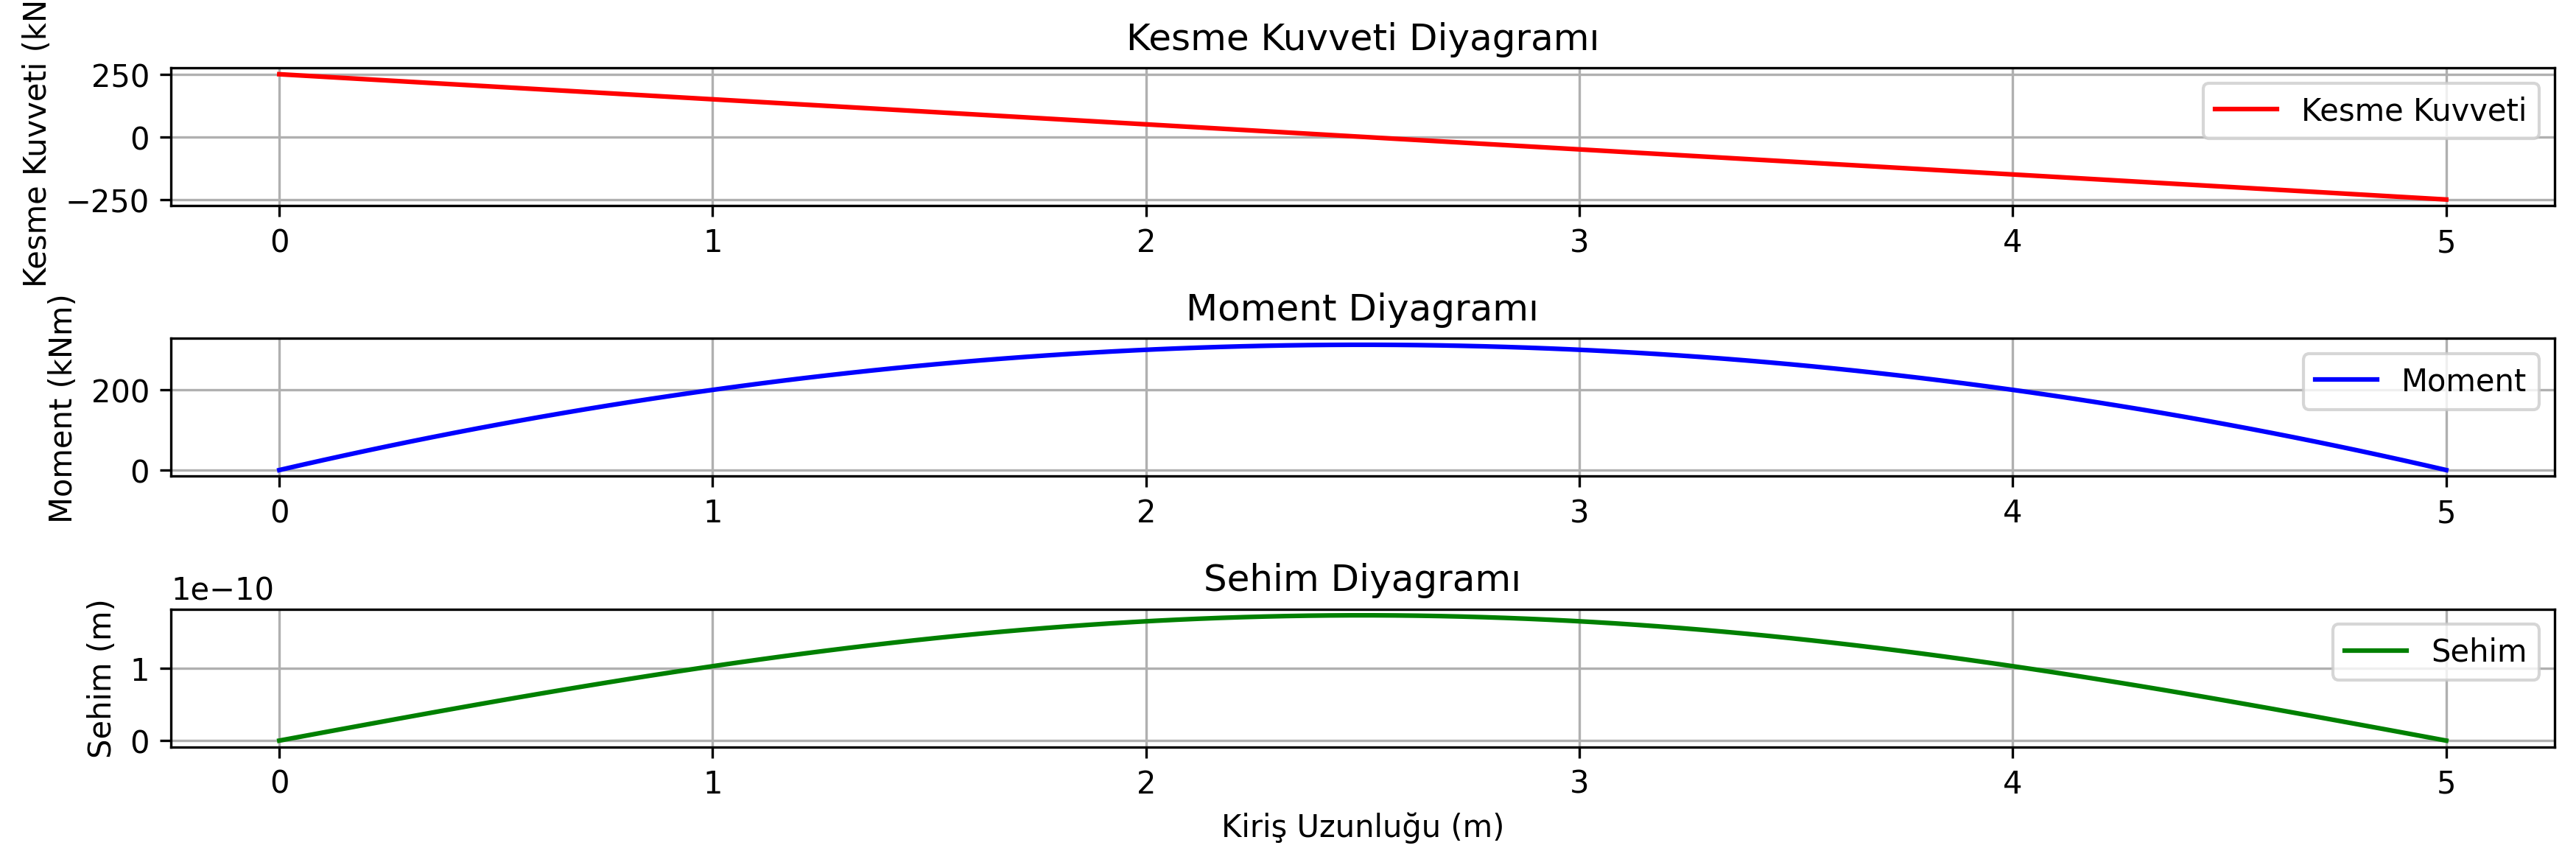 Kesme Kuvveti Diyagramı
Kesme Kuvveti (kN
250
0
−250
Kesme Kuvveti
0 1 2 3 4 5
Moment Diyagramı
Moment (kNm)
200
0
Moment
0 1 2 3 4 5
Sehim Diyagramı
1e−10
Sehim (m)
1
0
Sehim
0 1 2 3 4 5
Kiriş Uzunluğu (m)